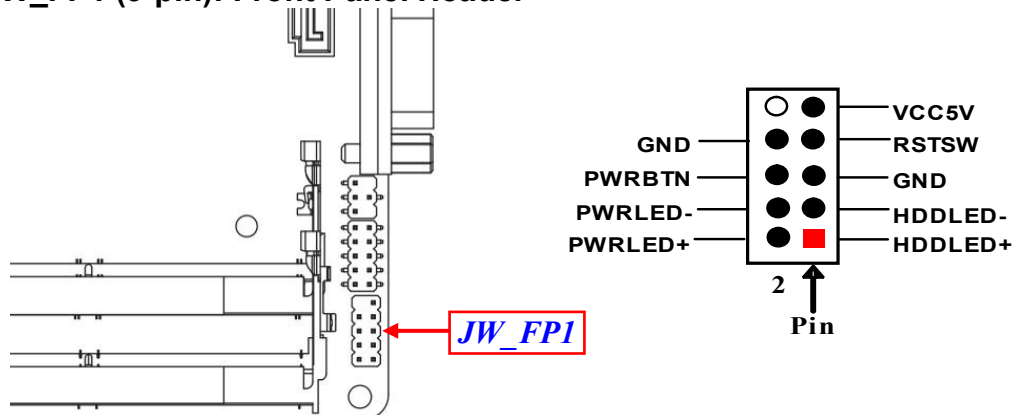 VCC5V
GND RSTSW
PWRBTN GND
PWRLED- HDDLED-
PWRLED+ HDDLED+
2
Pin
JW_FP1